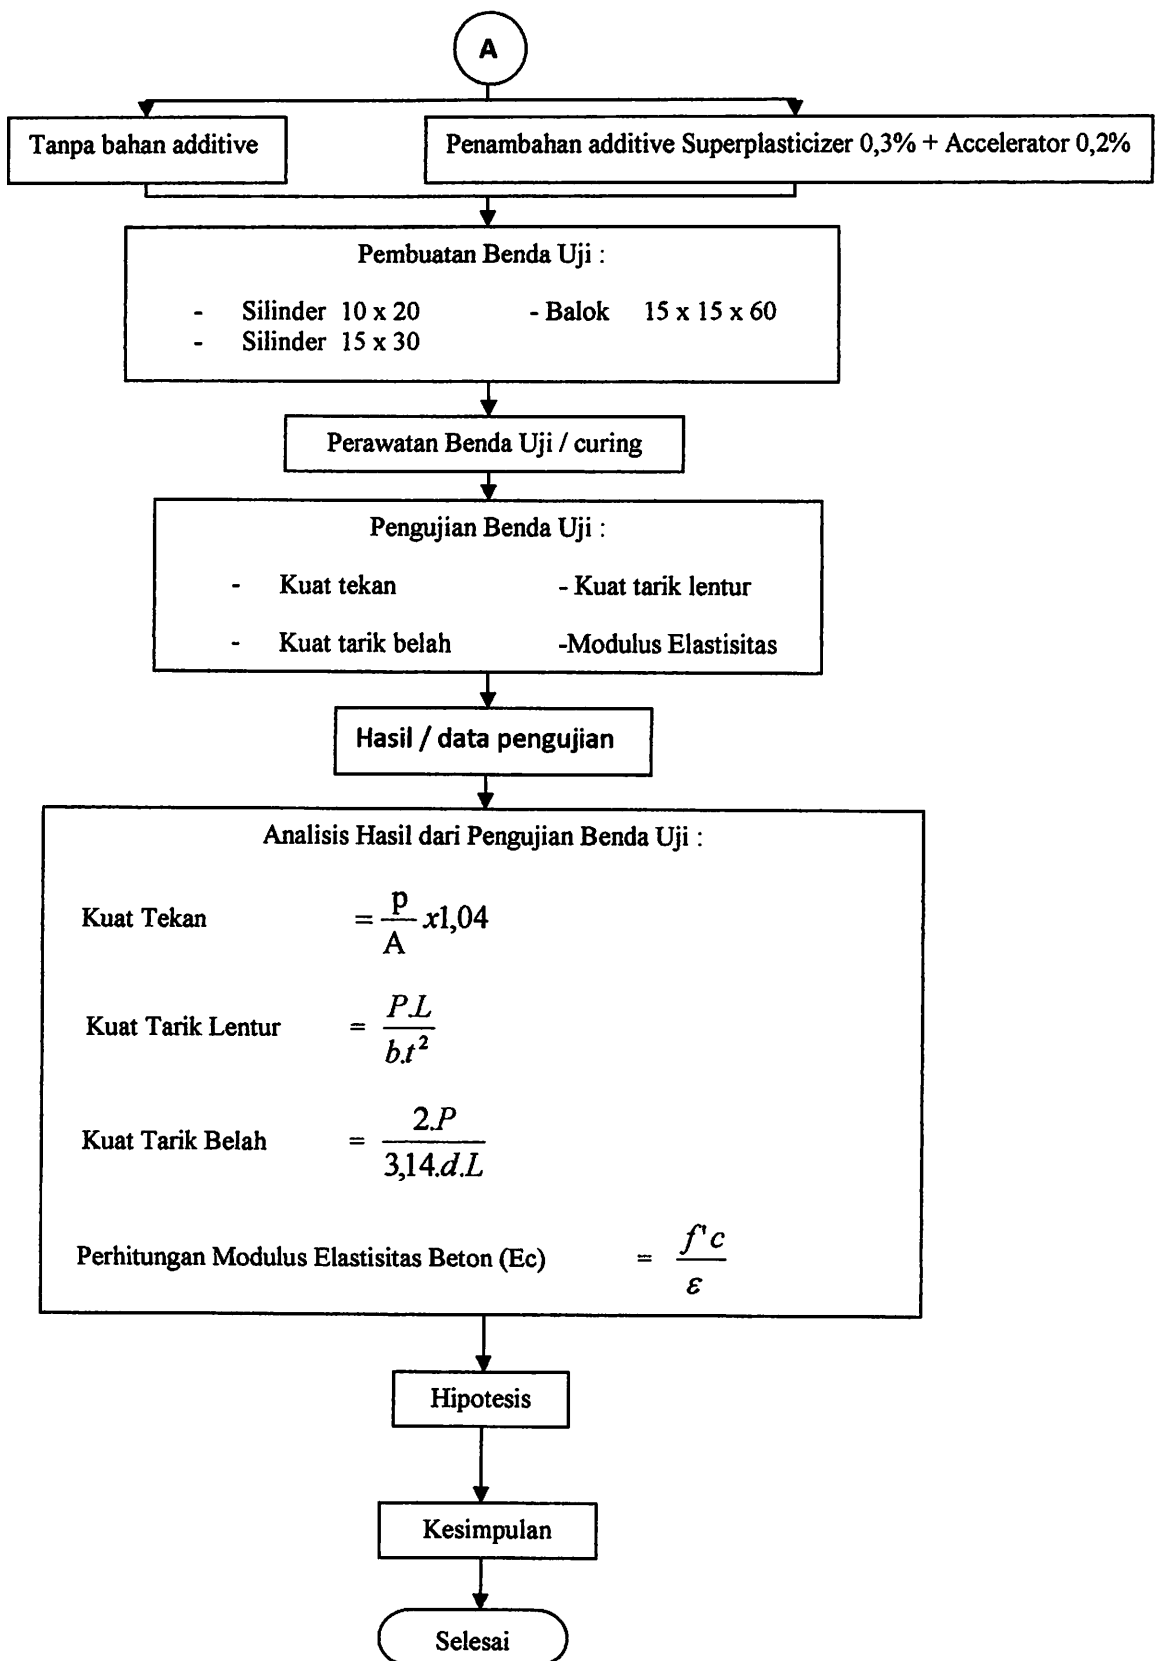 A
Tanpa bahan additive
Penambahan additive Superplasticizer 0,3% + Accelerator 0,2%
Pembuatan Benda Uji :
- Silinder 10 x 20 - Balok 15 x 15 x 60
- Silinder 15 x 30
Perawatan Benda Uji / curing
Pengujian Benda Uji :
- Kuat tekan - Kuat tarik lentur
- Kuat tarik belah -Modulus Elastisitas
Hasil / data pengujian
Analisis Hasil dari Pengujian Benda Uji :
Kuat Tekan = p/A x1,04
Kuat Tarik Lentur = P.L/b.t²
Kuat Tarik Belah = 2.P/3,14.d.L
Perhitungan Modulus Elastisitas Beton (Ec) = f'c/ε
Hipotesis
Kesimpulan
Selesai